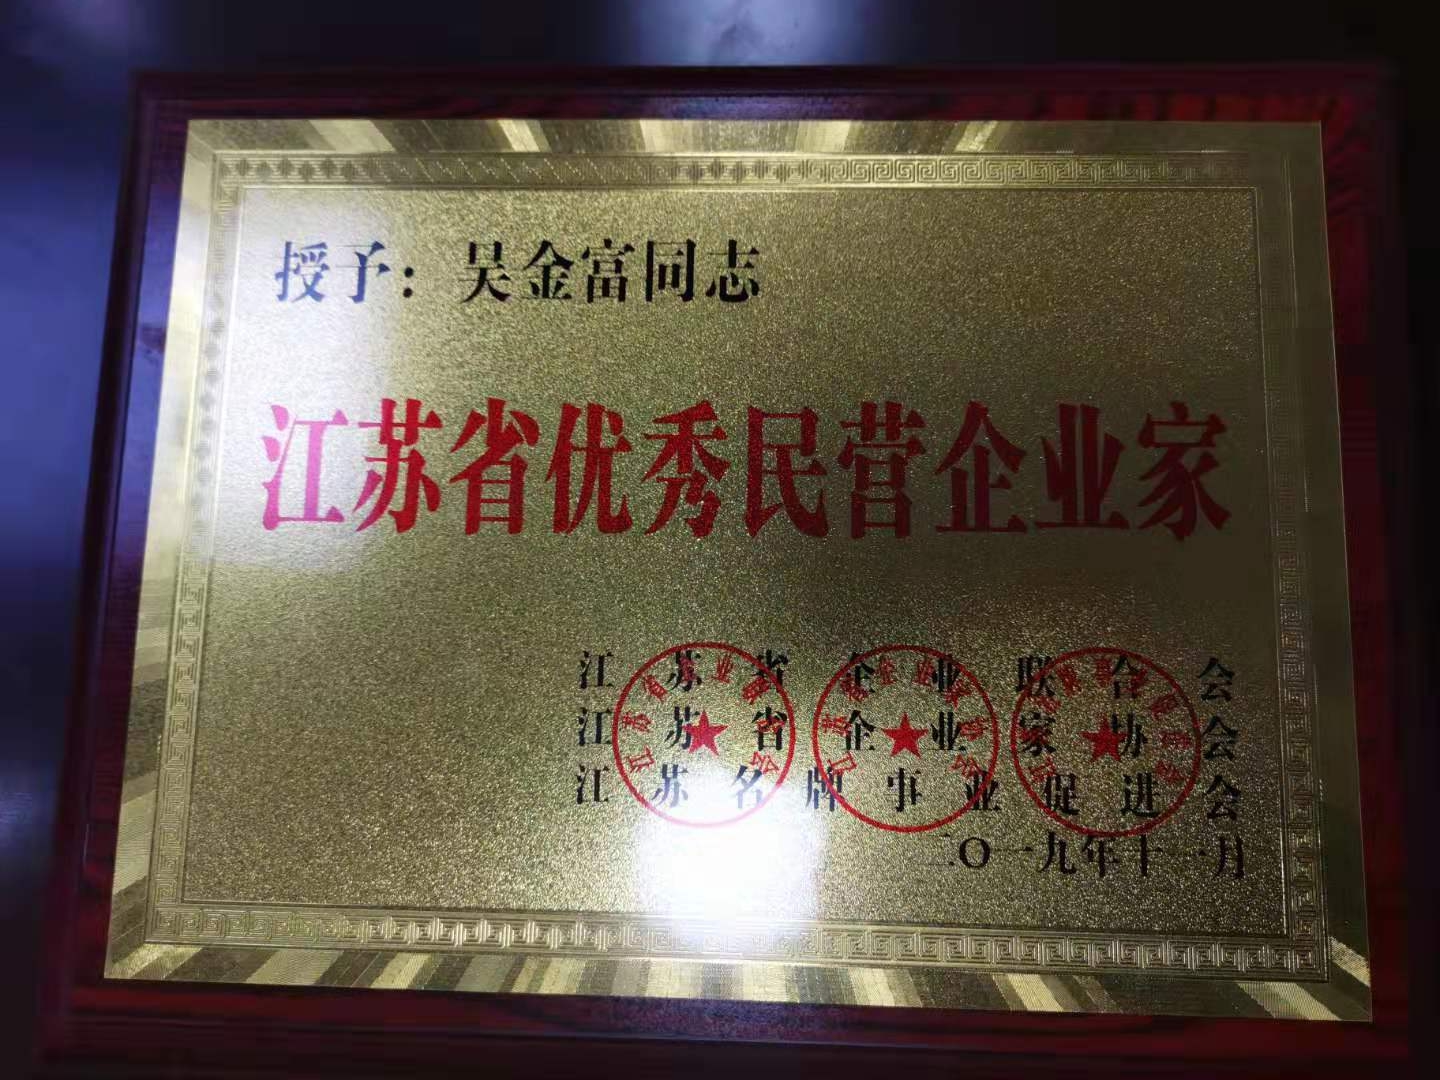 授予：吴金富同志
江苏省优秀民营企业家
江苏省企业联合会
江苏省企业家协会
江苏名牌事业促进会
二〇一九年十一月